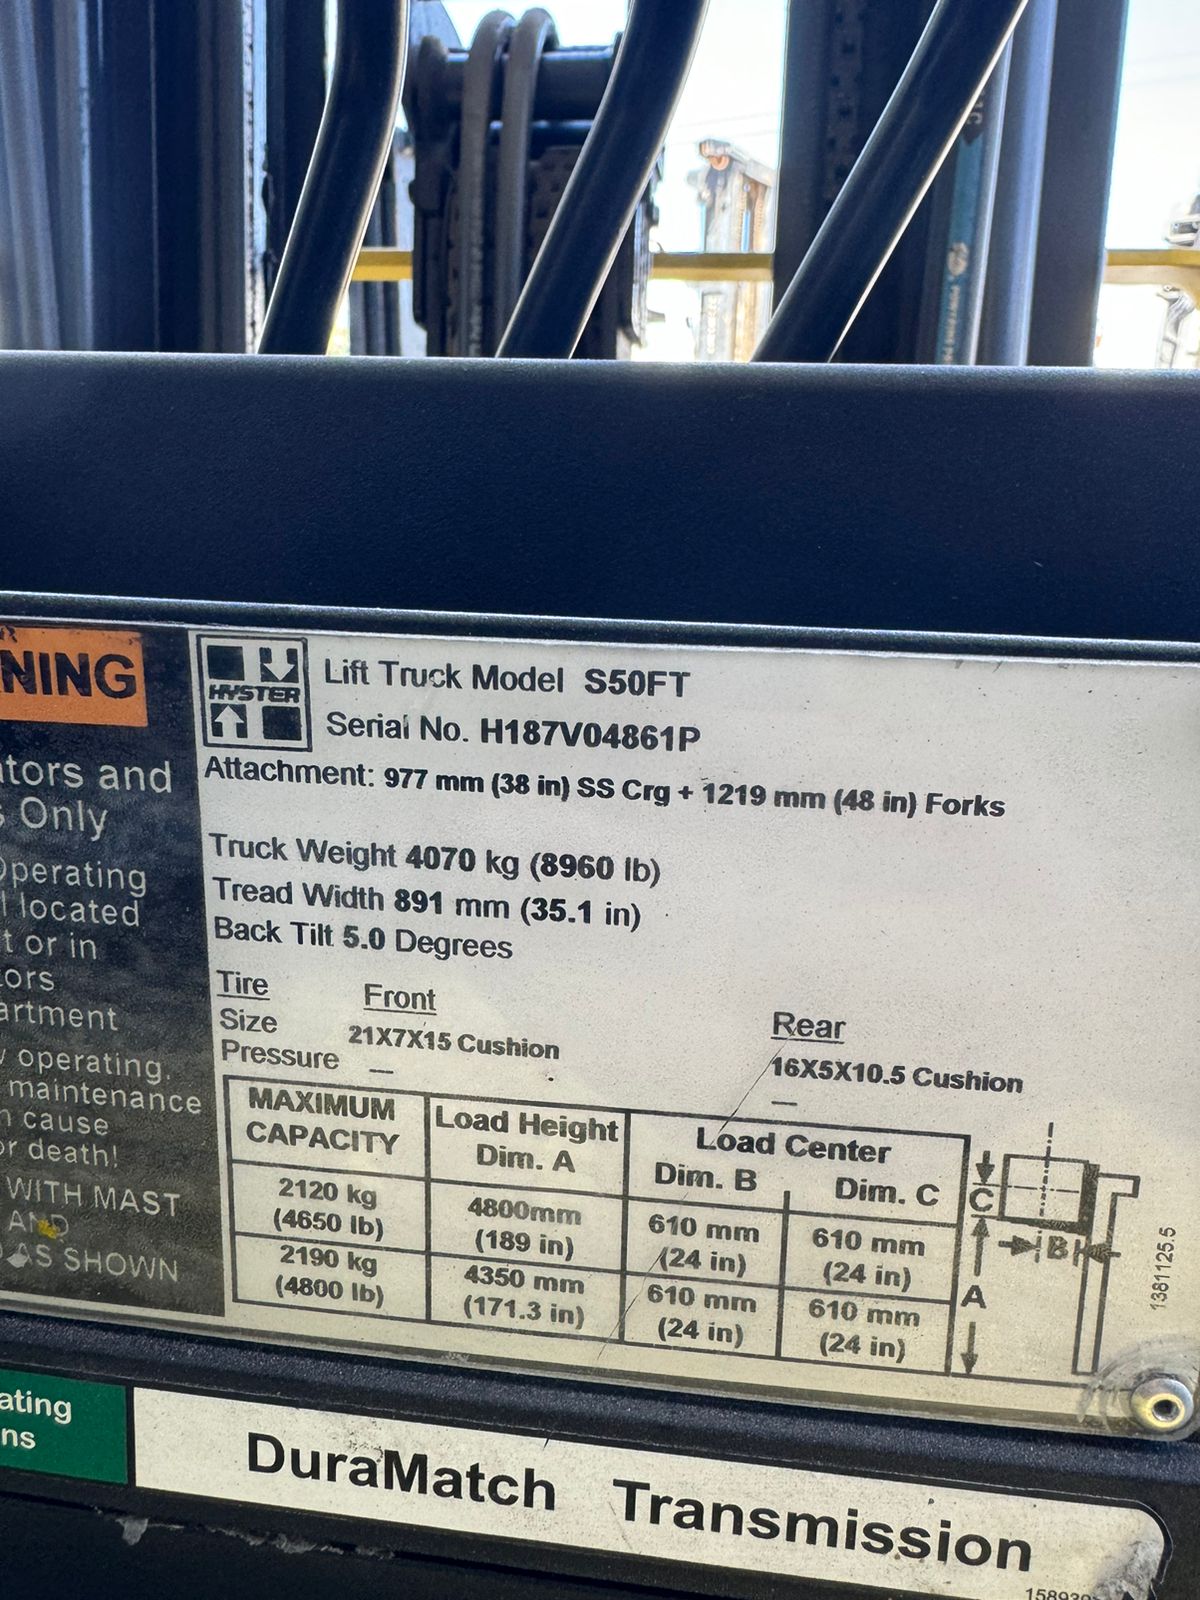 NING
tors and
s Only
Operating
l located
t or in
tors
artment
y operating.
maintenance
n cause
or death!
WITH MAST
AND
AS SHOWN
HYSTER
Lift Truck Model S50FT
Serial No. H187V04861P
Attachment: 977 mm (38 in) SS Crg + 1219 mm (48 in) Forks
Truck Weight 4070 kg (8960 lb)
Tread Width 891 mm (35.1 in)
Back Tilt 5.0 Degrees
Tire Front Rear
Size 21X7X15 Cushion 16X5X10.5 Cushion
Pressure — —
MAXIMUM CAPACITY Load Height Dim. A Load Center Dim. B Dim. C
2120 kg 4800mm 610 mm 610 mm
(4650 lb) (189 in) (24 in) (24 in)
2190 kg 4350 mm 610 mm 610 mm
(4800 lb) (171.3 in) (24 in) (24 in)
C
B
A
1381125.5
ating
ns
DuraMatch Transmission